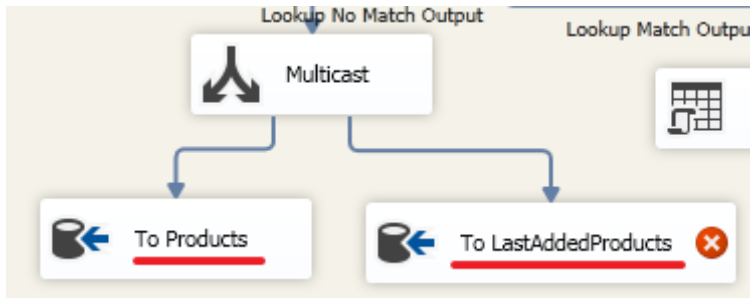 Lookup No Match Output
Lookup Match Outpu
Multicast
To Products
To LastAddedProducts